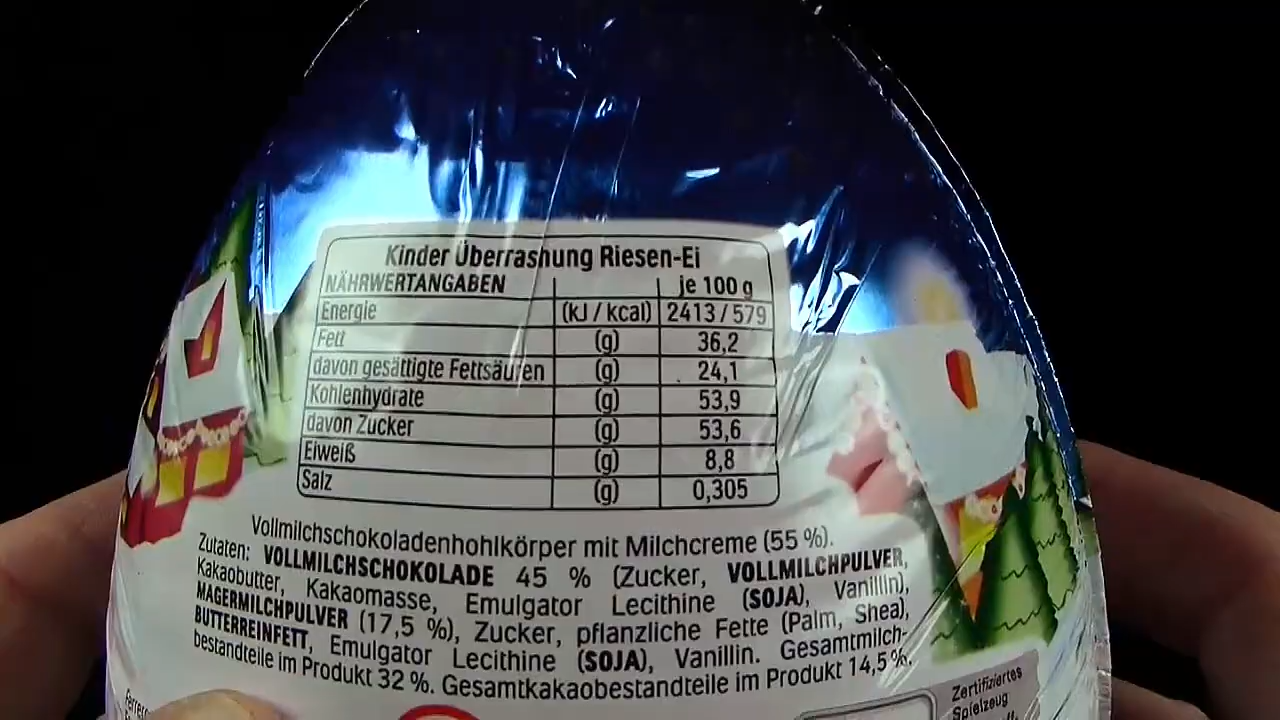 Kinder Überrashung Riesen-Ei
NÄHRWERTANGABEN je 100 g
Energie (kJ / kcal) 2413 / 579
Fett (g) 36,2
davon gesättigte Fettsäuren (g) 24,1
Kohlenhydrate (g) 53,9
davon Zucker (g) 53,6
Eiweiß (g) 8,8
Salz (g) 0,305
Vollmilchschokoladenhohlkörper mit Milchcreme (55 %).
Zutaten: VOLLMILCHSCHOKOLADE 45 % (Zucker, VOLLMILCHPULVER,
Kakaobutter, Kakaomasse, Emulgator Lecithine (SOJA), Vanillin),
MAGERMILCHPULVER (17,5 %), Zucker, pflanzliche Fette (Palm, Shea),
BUTTERREINFETT, Emulgator Lecithine (SOJA), Vanillin. Gesamtmilch-
bestandteile im Produkt 32 %. Gesamtkakaobestandteile im Produkt 14,5 %.
Zertifiziertes
Spielzeug